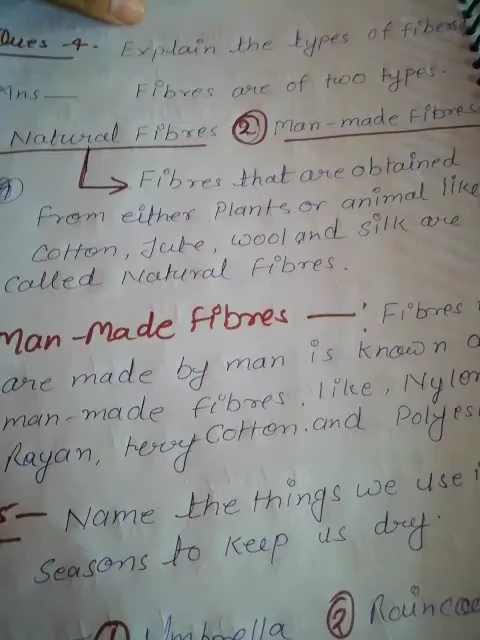 Ques - 4 - Explain the types of fibers
Ans — Fibres are of two types.
Natural Fibres ② Man-made Fibres
Fibres that are obtained
from either Plants or animal like
Cotton, Jute, wool and silk are
called Natural fibres.
Man-Made fibres — : Fibres
are made by man is known
man-made fibres. like, Nylon
Rayan, terry Cotton. and Polyes
5 — Name the things we use i
Seasons to keep us dry.
① Umbrella ② Raincoa